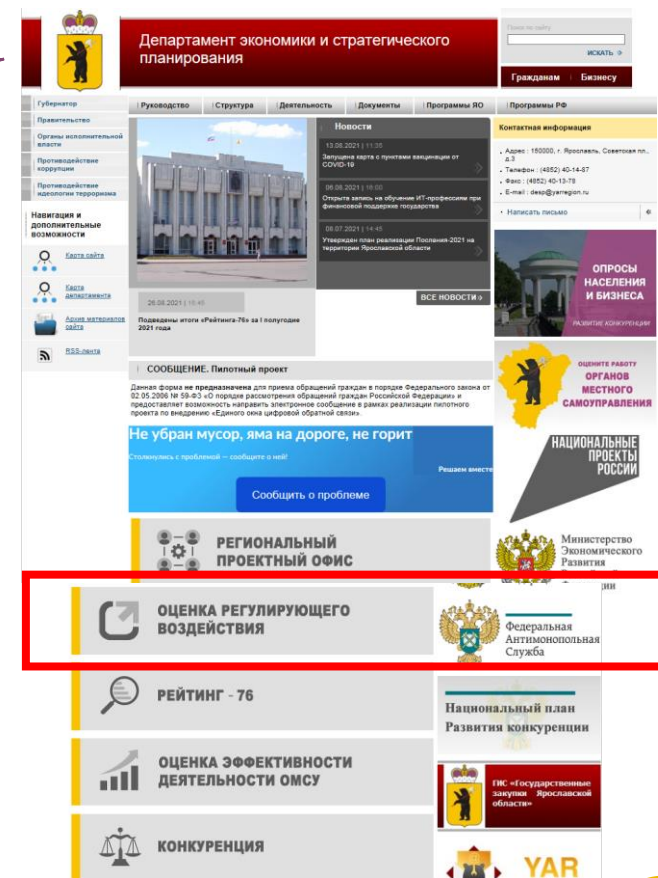 Департамент экономики и стратегического
планирования
Поиск по сайту
ИСКАТЬ
Гражданам | Бизнесу
Губернатор
Правительство
Органы исполнительной
власти
Противодействие
коррупции
Противодействие
идеологии терроризма
Навигация и
дополнительные
возможности
Карта сайта
Карта
департамента
Архив материалов
сайта
RSS-лента
| Руководство | Структура | Деятельность | Документы | Программы ЯО | Программы РФ
Новости
13.08.2021 | 11:35
Запущена карта с пунктами вакцинации от
COVID-19
06.08.2021 | 16:00
Открыта запись на обучение ИТ-профессиям при
финансовой поддержке государства
08.07.2021 | 14:45
Утвержден план реализации Послания-2021 на
территории Ярославской области
ВСЕ НОВОСТИ
26.08.2021 | 16:45
Подведены итоги «Рейтинга-76» за I полугодие
2021 года
Контактная информация
Адрес : 150000, г. Ярославль, Советская пл.,
д.3
Телефон : (4852) 40-14-87
Факс : (4852) 40-13-78
E-mail : desp@yarregion.ru
Написать письмо
ОПРОСЫ
НАСЕЛЕНИЯ
И БИЗНЕСА
РАЗВИТИЕ КОНКУРЕНЦИИ
ОЦЕНИТЕ РАБОТУ
ОРГАНОВ
МЕСТНОГО
САМОУПРАВЛЕНИЯ
НАЦИОНАЛЬНЫЕ
ПРОЕКТЫ
РОССИИ
| СООБЩЕНИЕ. Пилотный проект
Данная форма не предназначена для приема обращений граждан в порядке Федерального закона от
02.05.2006 № 59-ФЗ «О порядке рассмотрения обращений граждан Российской Федерации» и
предоставляет возможность направить электронное сообщение в рамках реализации пилотного
проекта по внедрению «Единого окна цифровой обратной связи».
Не убран мусор, яма на дороге, не горит
Столкнулись с проблемой — сообщите о ней!
Решаем вместе
Сообщить о проблеме
РЕГИОНАЛЬНЫЙ
ПРОЕКТНЫЙ ОФИС
Министерство
Экономического
Развития
ОЦЕНКА РЕГУЛИРУЮЩЕГО
ВОЗДЕЙСТВИЯ
Федеральная
Антимонопольная
Служба
РЕЙТИНГ - 76
Национальный план
Развития конкуренции
ОЦЕНКА ЭФФЕКТИВНОСТИ
ДЕЯТЕЛЬНОСТИ ОМСУ
ГИС «Государственные
закупки Ярославской
области»
КОНКУРЕНЦИЯ
YAR